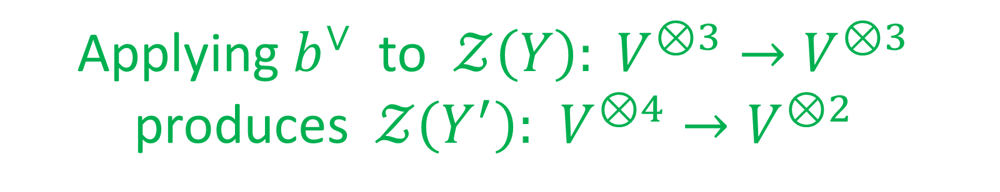 Applying 𝑏^∨ to 𝒵(𝑌): 𝑉^⊗3 → 𝑉^⊗3
produces 𝒵(𝑌′): 𝑉^⊗4 → 𝑉^⊗2